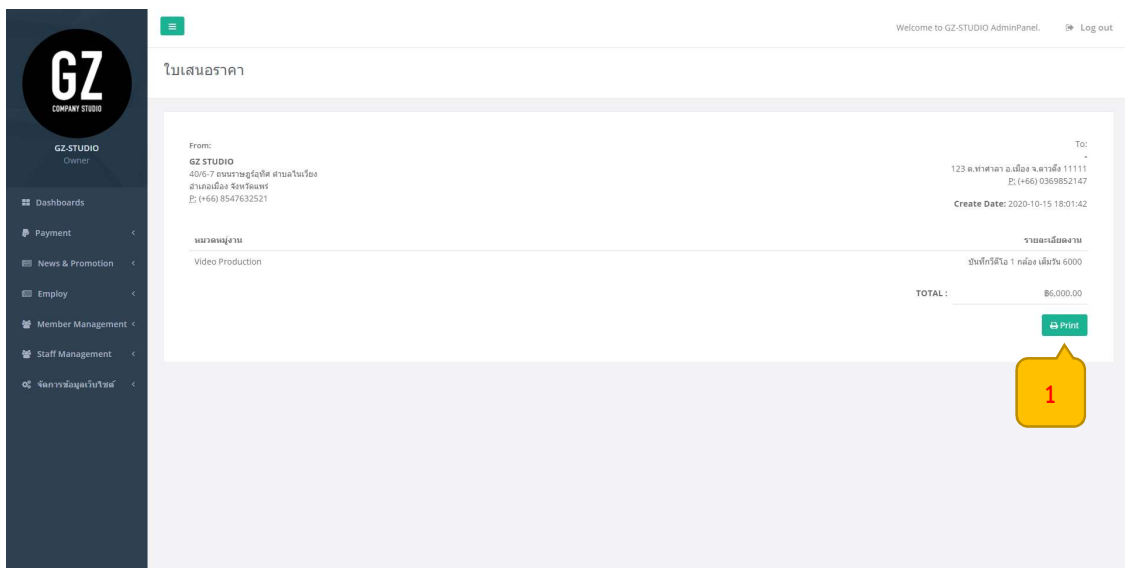 Welcome to GZ-STUDIO AdminPanel.
Log out
GZ
COMPANY STUDIO
GZ-STUDIO
Owner
Dashboards
Payment
News & Promotion
Employ
Member Management
Staff Management
จัดการข้อมูลเว็บไซต์
ใบเสนอราคา
From:
GZ STUDIO
40/6-7 ถนนราษฎร์อุทิศ ตำบลในเวียง
อำเภอเมือง จังหวัดแพร่
P: (+66) 8547632521
To:
-
123 ต.ท่าศาลา อ.เมือง จ.ดาวดึง 11111
P: (+66) 0369852147
Create Date: 2020-10-15 18:01:42
หมวดหมู่งาน รายละเอียดงาน
Video Production บันทึกวีดีโอ 1 กล้อง เต็มวัน 6000
TOTAL : ฿6,000.00
Print
1